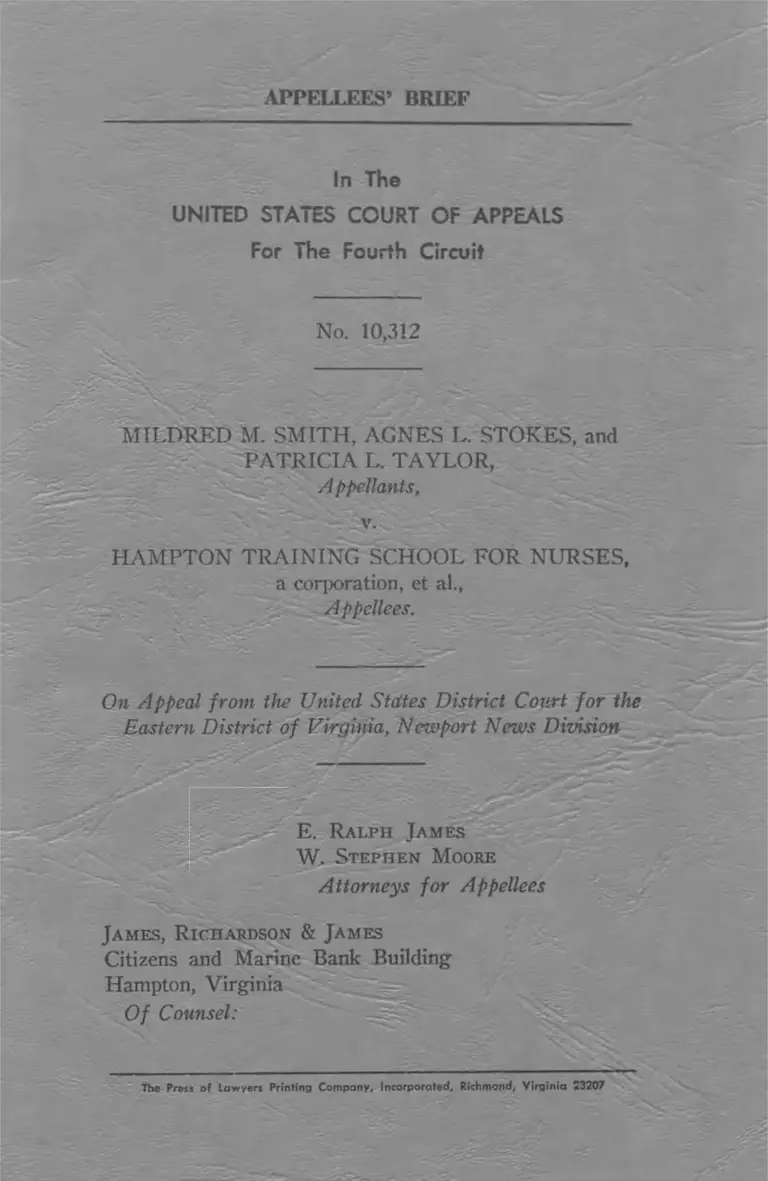 APPELLEES' BRIEF
In The
UNITED STATES COURT OF APPEALS
For The Fourth Circuit
No. 10,312
MILDRED M. SMITH, AGNES L. STOKES, and
PATRICIA L. TAYLOR,
Appellants,
v.
HAMPTON TRAINING SCHOOL FOR NURSES,
a corporation, et al.,
Appellees.
On Appeal from the United States District Court for the
Eastern District of Virginia, Newport News Division
E. RALPH JAMES
W. STEPHEN MOORE
Attorneys for Appellees
JAMES, RICHARDSON & JAMES
Citizens and Marine Bank Building
Hampton, Virginia
Of Counsel:
The Press of Lawyers Printing Company, Incorporated, Richmond, Virginia 23207